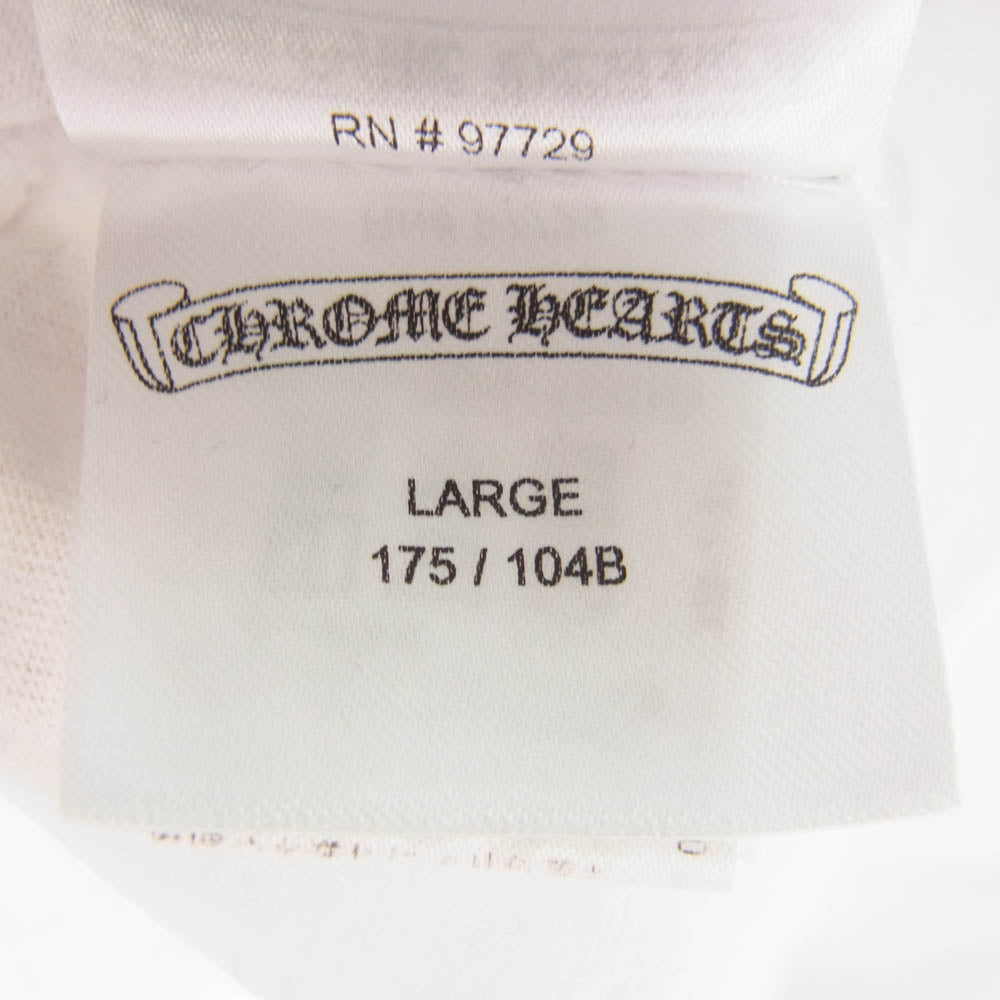 RN # 97729
CHROME HEARTS
LARGE
175 / 104B